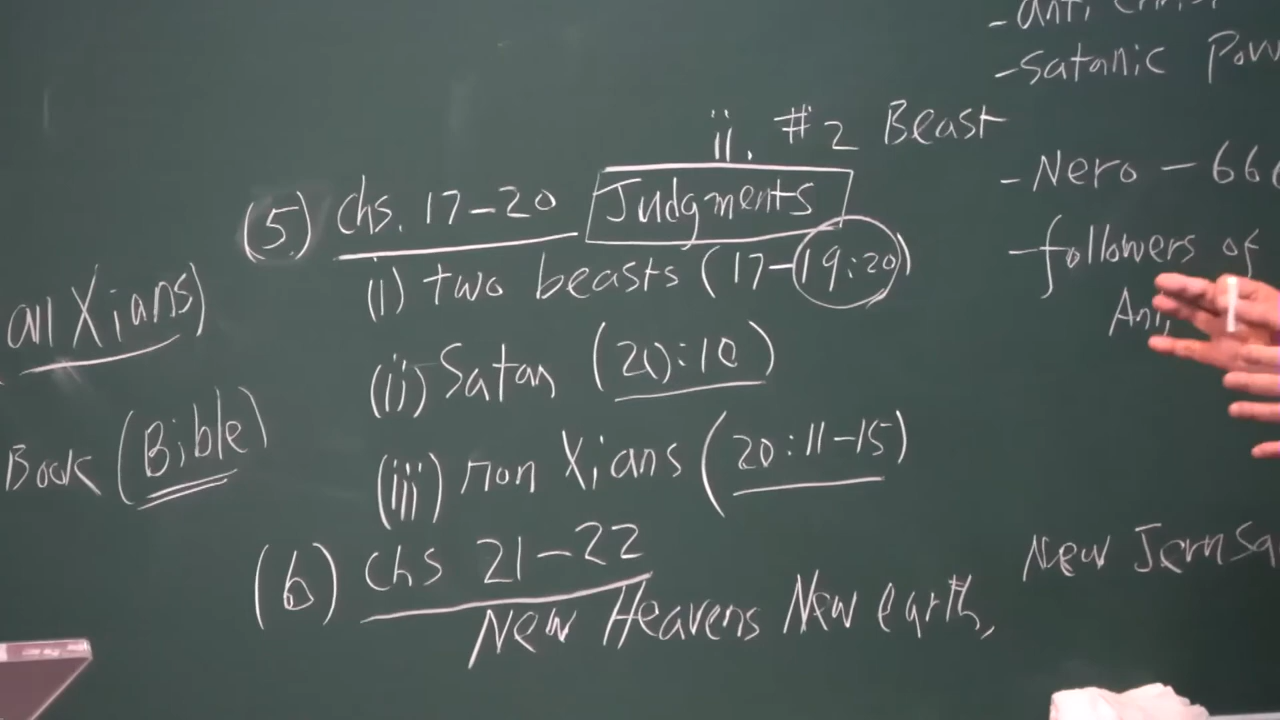 all Xians)
Book (Bible)
ii. #2 Beast
(5) Chs. 17-20 Judgments
(i) two beasts (17-19:20)
(ii) Satan (20:10)
(iii) non Xians (20:11-15)
(6) Chs 21-22
New Heavens New earth,
- anti
- Satanic
- Nero - 66
- followers of
New